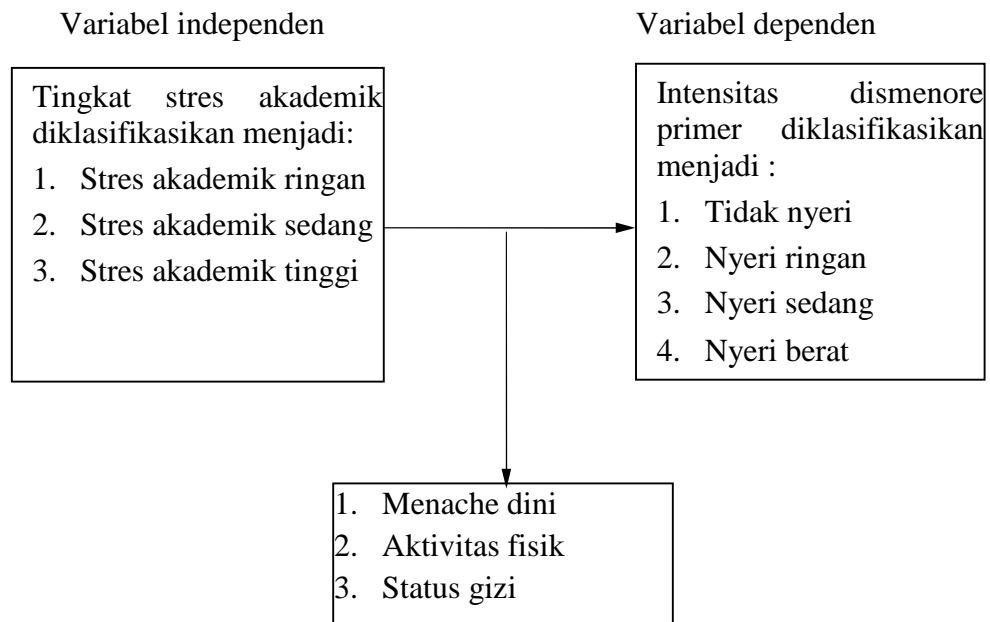 Variabel independen
Tingkat stres akademik
diklasifikasikan menjadi:
1. Stres akademik ringan
2. Stres akademik sedang
3. Stres akademik tinggi
Variabel dependen
Intensitas dismenore
primer diklasifikasikan
menjadi :
1. Tidak nyeri
2. Nyeri ringan
3. Nyeri sedang
4. Nyeri berat
1. Menache dini
2. Aktivitas fisik
3. Status gizi